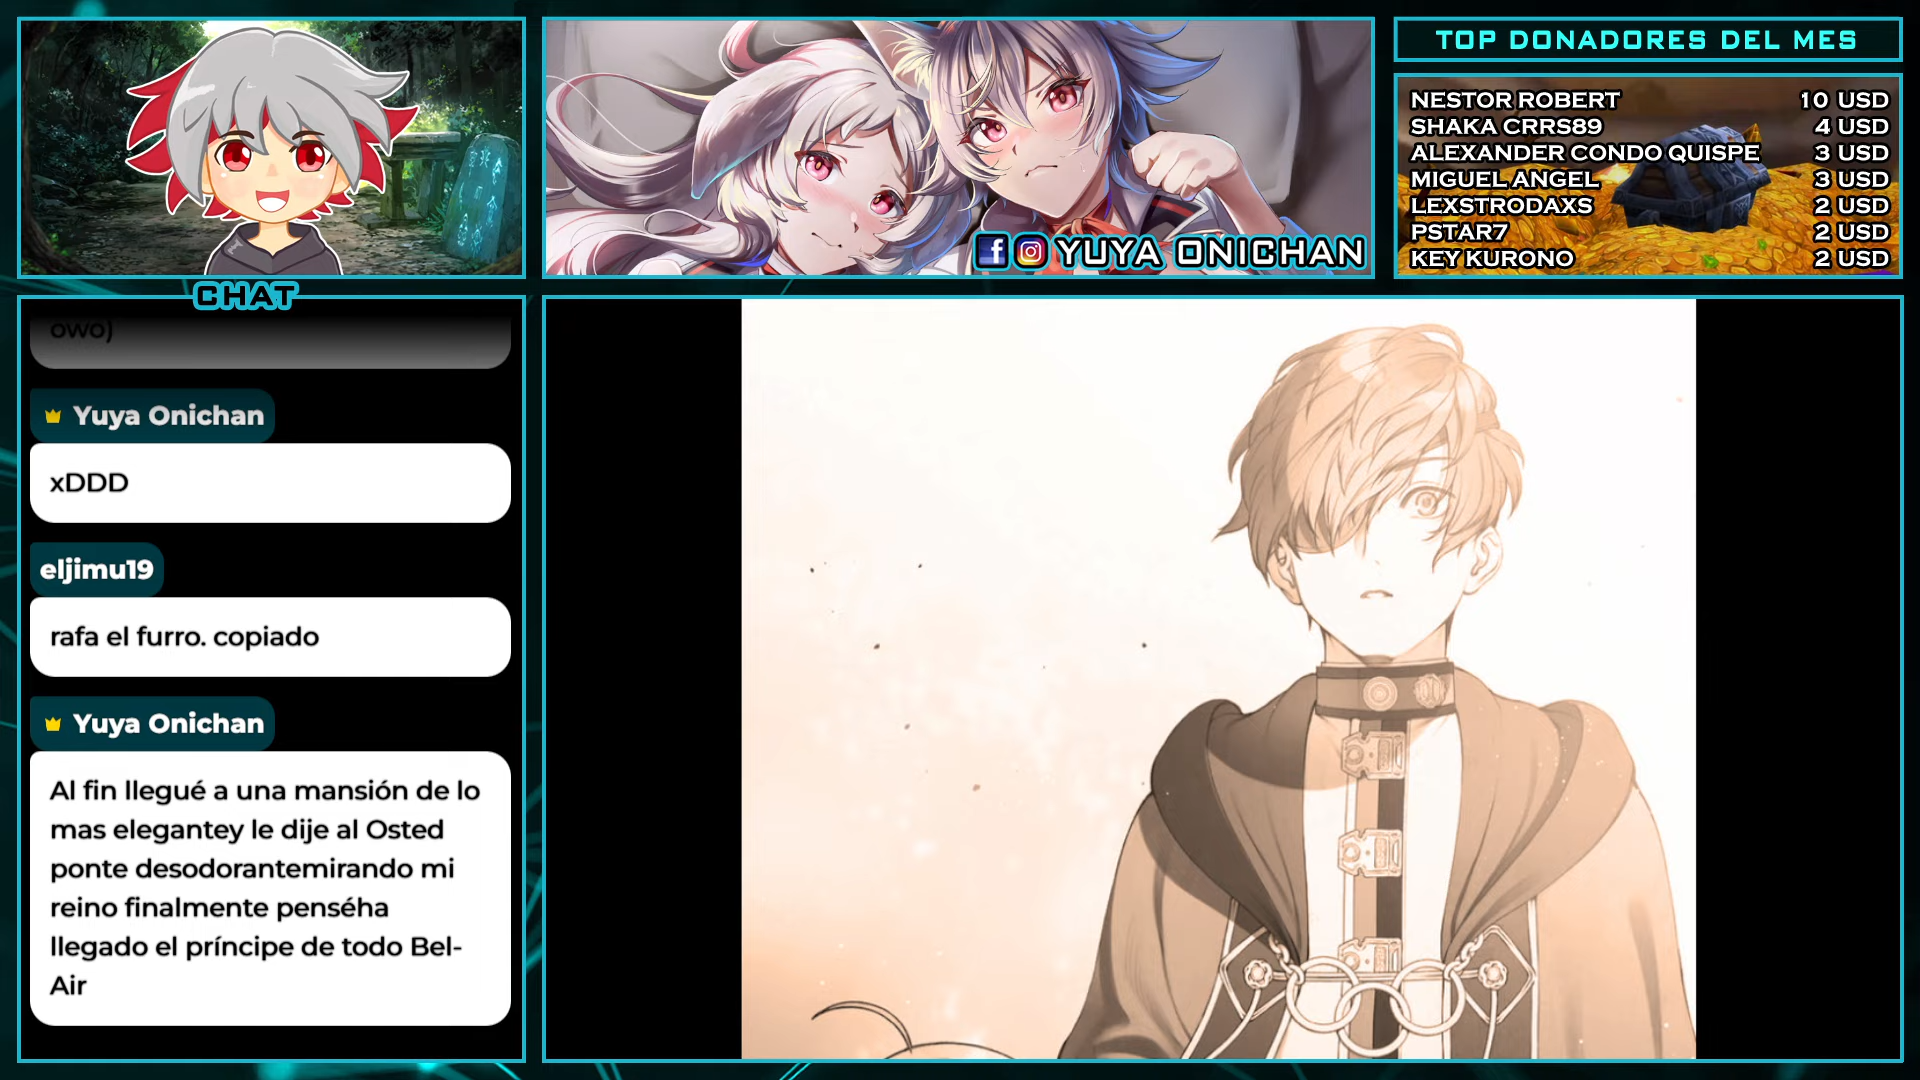 TOP DONADORES DEL MES
NESTOR ROBERT 10 USD
SHAKA CRRS89 4 USD
ALEXANDER CONDO QUISPE 3 USD
MIGUEL ANGEL 3 USD
LEXSTRODAXS 2 USD
PSTAR7 2 USD
KEY KURONO 2 USD
YUYA ONICHAN
CHAT
owo)
Yuya Onichan
xDDD
eljimu19
rafa el furro. copiado
Yuya Onichan
Al fin llegué a una mansión de lo
mas elegantey le dije al Osted
ponte desodorantemirando mi
reino finalmente penséha
llegado el príncipe de todo Bel-
Air